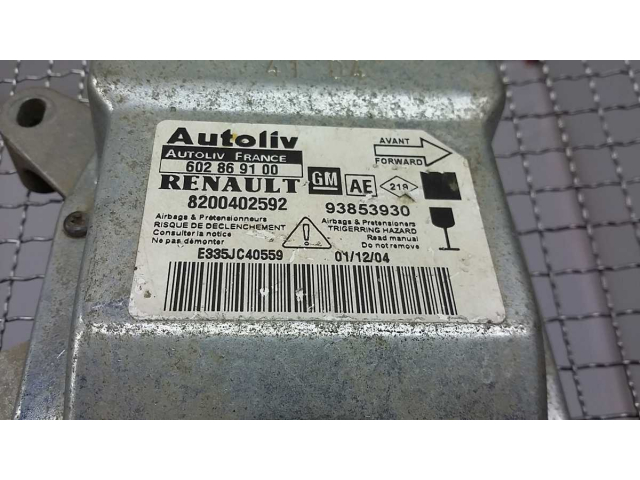 Autoliv
AUTOLIV FRANCE
602 86 91 00
RENAULT
8200402592
GM
AE
219
AVANT
FORWARD
93853930
Airbags & Prétensionneurs
RISQUE DE DECLENCHEMENT
Consulter la notice
Ne pas démonter
Airbags & Pretensioners
TRIGERRING HAZARD
Read manual
Do not remove
E335JC40559
01/12/04